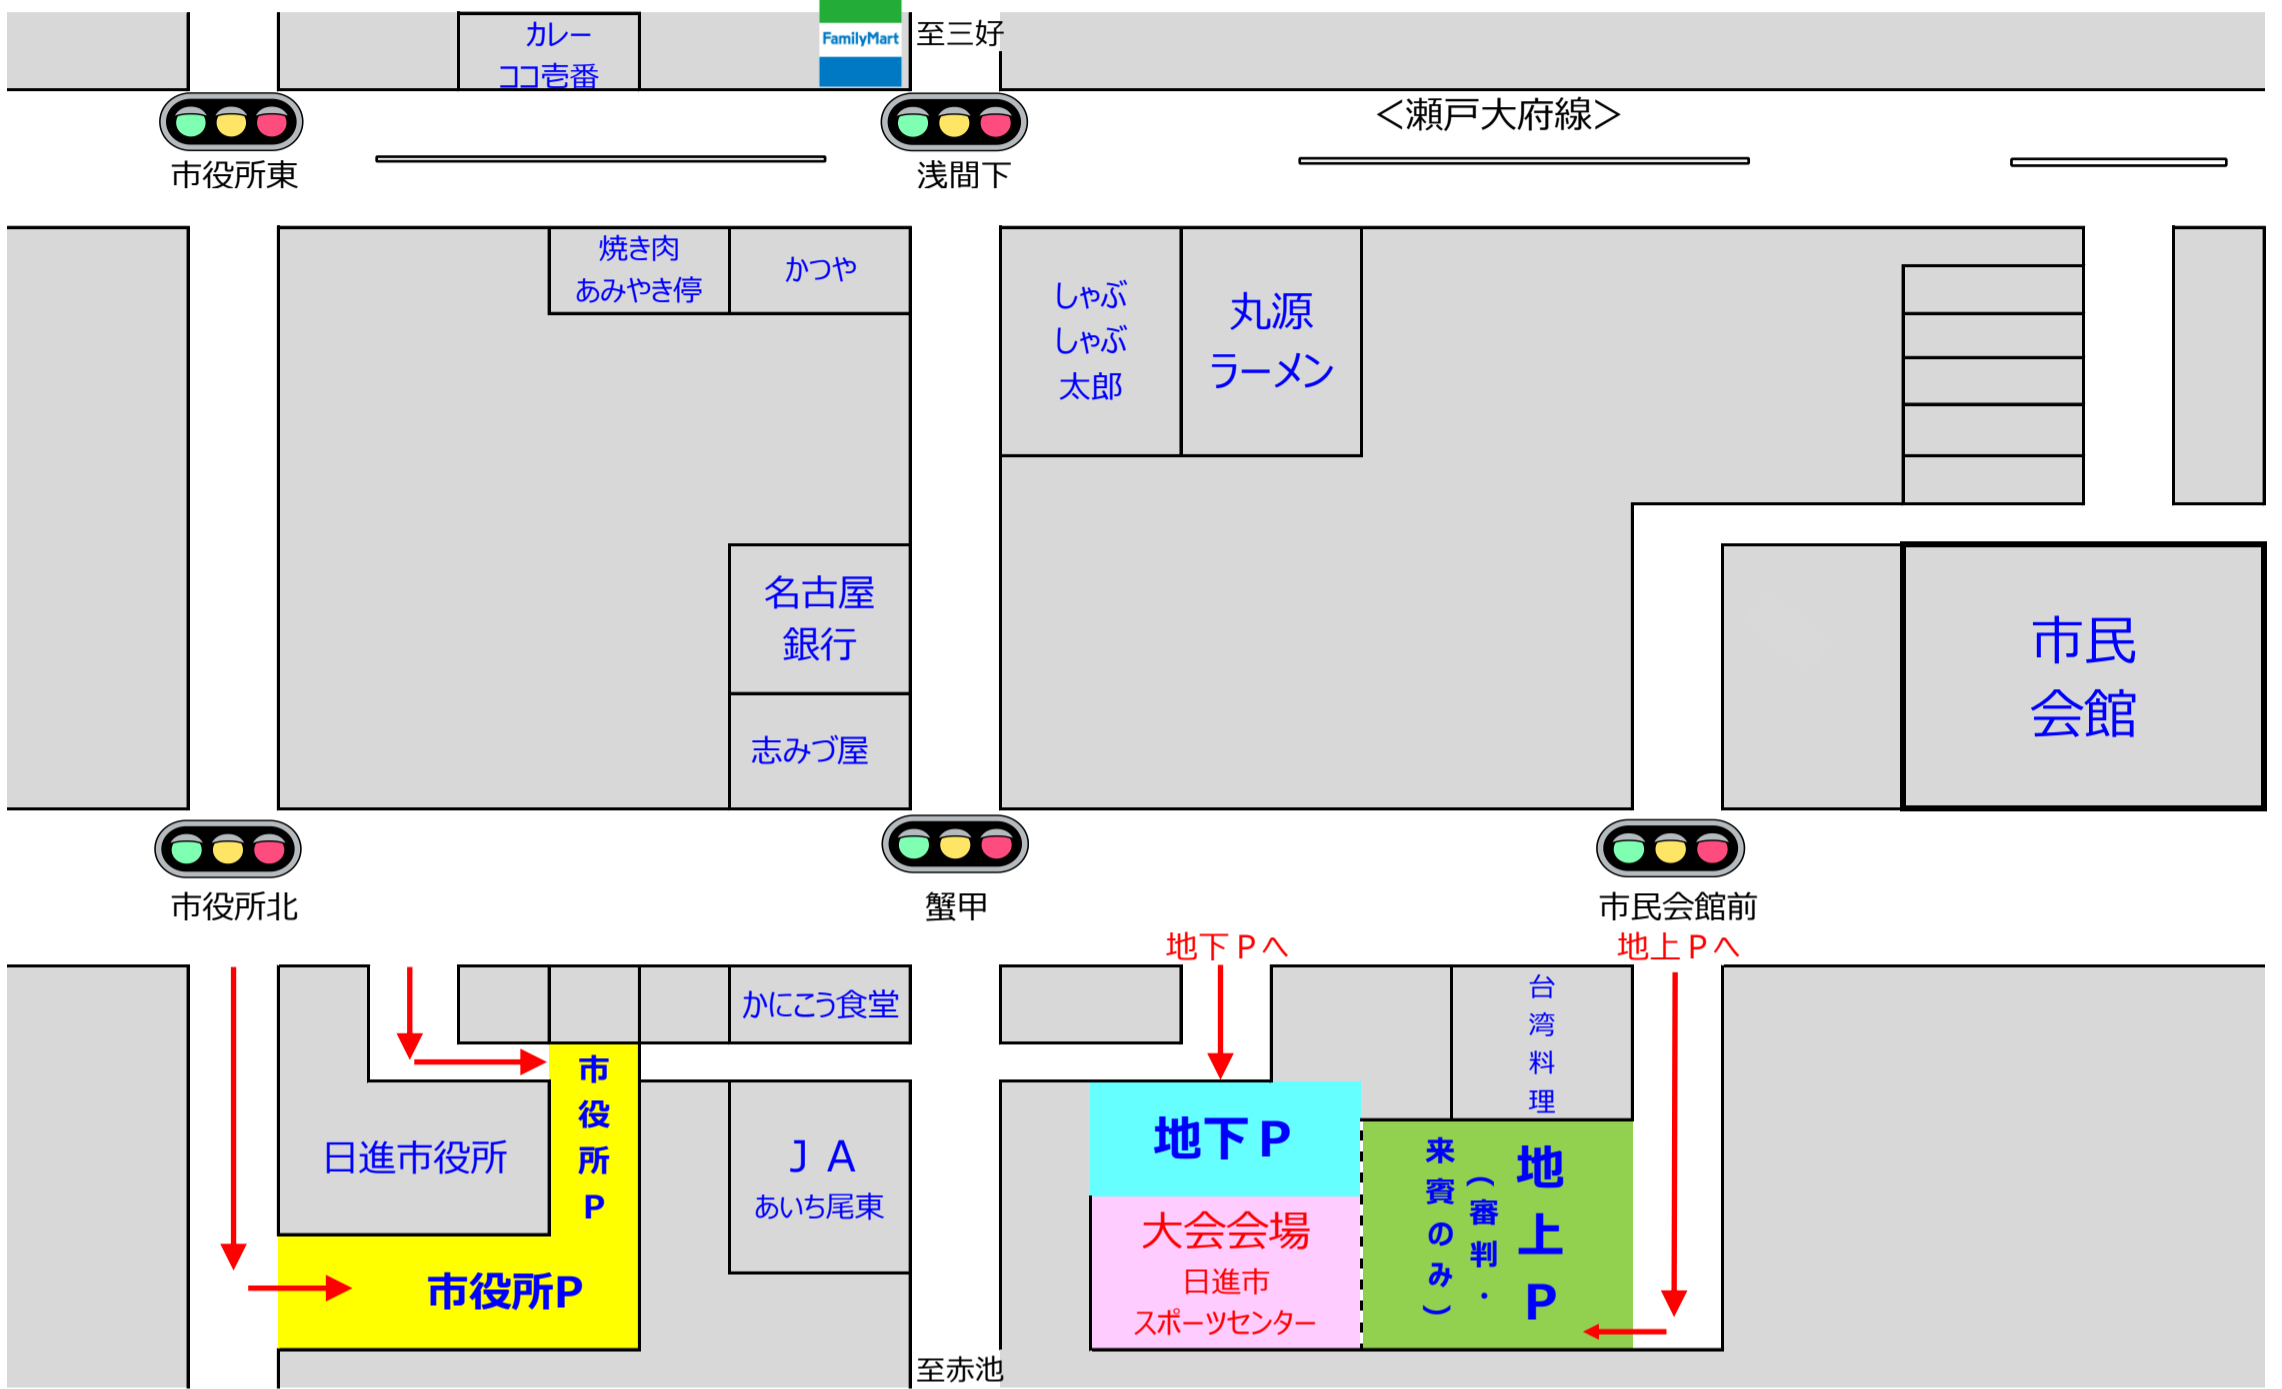 カレー
ココ壱番
FamilyMart
至三好
＜瀬戸大府線＞
市役所東
浅間下
焼き肉
あみやき停
かつや
しゃぶ
しゃぶ
太郎
丸源
ラーメン
名古屋
銀行
志みづ屋
市民
会館
市役所北
蟹甲
市民会館前
地下Ｐへ
地上Ｐへ
かにこう食堂
台湾料理
市役所Ｐ
日進市役所
ＪＡ
あいち尾東
地下Ｐ
地上Ｐ
（審判・
来賓のみ）
大会会場
日進市
スポーツセンター
市役所P
至赤池